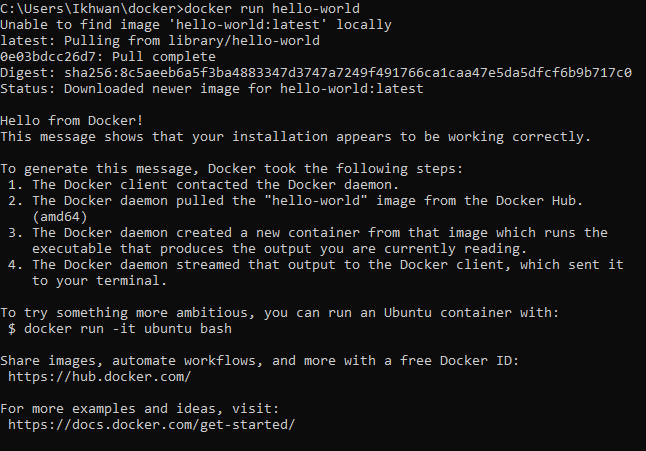 C:\Users\Ikhwan\docker>docker run hello-world
Unable to find image 'hello-world:latest' locally
latest: Pulling from library/hello-world
0e03bdcc26d7: Pull complete
Digest: sha256:8c5aeeb6a5f3ba4883347d3747a7249f491766ca1caa47e5da5dfcf6b9b717c0
Status: Downloaded newer image for hello-world:latest

Hello from Docker!
This message shows that your installation appears to be working correctly.

To generate this message, Docker took the following steps:
 1. The Docker client contacted the Docker daemon.
 2. The Docker daemon pulled the "hello-world" image from the Docker Hub.
    (amd64)
 3. The Docker daemon created a new container from that image which runs the
    executable that produces the output you are currently reading.
 4. The Docker daemon streamed that output to the Docker client, which sent it
    to your terminal.

To try something more ambitious, you can run an Ubuntu container with:
 $ docker run -it ubuntu bash

Share images, automate workflows, and more with a free Docker ID:
 https://hub.docker.com/

For more examples and ideas, visit:
 https://docs.docker.com/get-started/